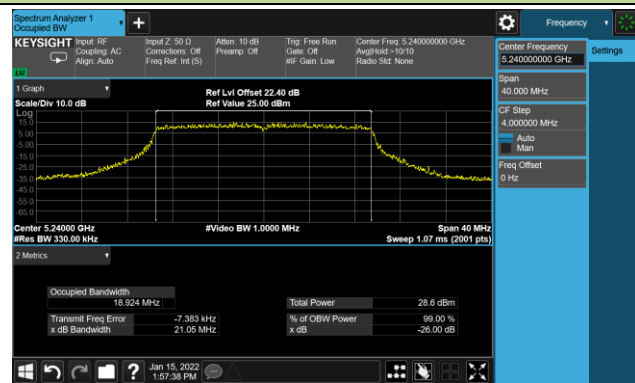 Spectrum Analyzer 1
Occupied BW
Frequency
KEYSIGHT
Input: RF
Coupling: AC
Align: Auto
Input Z: 50 Ω
Corrections: Off
Freq Ref: Int (S)
Atten: 10 dB
Preamp: Off
Trig: Free Run
Gate: Off
#IF Gain: Low
Center Freq: 5.240000000 GHz
Avg|Hold:>10/10
Radio Std: None
Center Frequency
5.240000000 GHz
Settings
Span
40.000 MHz
CF Step
4.000000 MHz
Auto
Man
Freq Offset
0 Hz
1 Graph
Scale/Div 10.0 dB
Ref Lvl Offset 22.40 dB
Ref Value 25.00 dBm
Log
15.0
5.00
-5.00
-15.0
-25.0
-35.0
-45.0
-55.0
-65.0
Center 5.24000 GHz
#Res BW 330.00 kHz
#Video BW 1.0000 MHz
Span 40 MHz
Sweep 1.07 ms (2001 pts)
2 Metrics
Occupied Bandwidth
18.924 MHz
Total Power
28.6 dBm
Transmit Freq Error
-7.383 kHz
% of OBW Power
99.00 %
x dB Bandwidth
21.05 MHz
x dB
-26.00 dB
?
Jan 15, 2022
1:57:38 PM